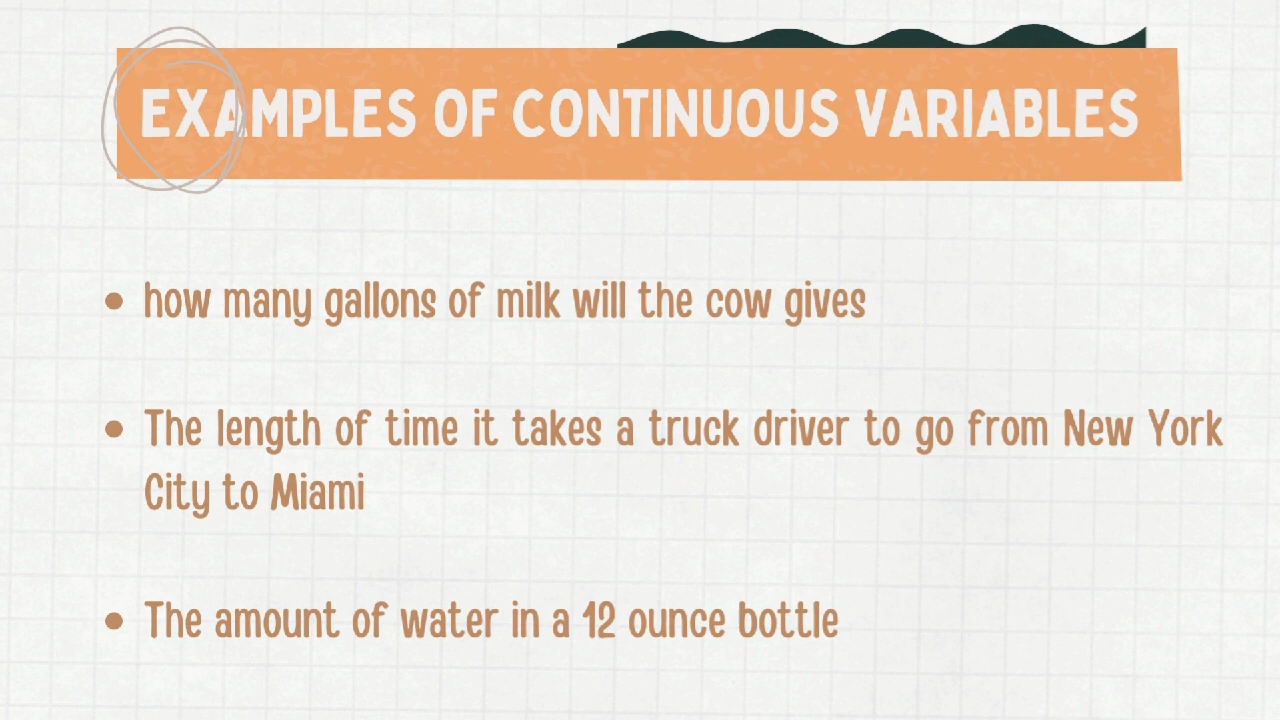 EXAMPLES OF CONTINUOUS VARIABLES
• how many gallons of milk will the cow gives
• The length of time it takes a truck driver to go from New York
City to Miami
• The amount of water in a 12 ounce bottle